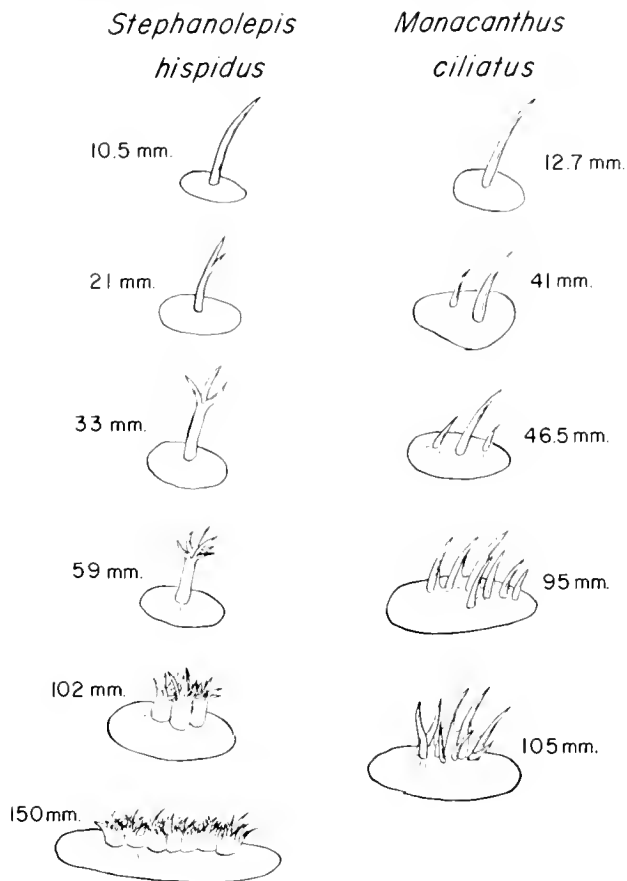 Stephanolepis
hispidus
10.5 mm.
21 mm.
33 mm.
59 mm.
102 mm.
150 mm.
Monacanthus
ciliatus
12.7 mm.
41 mm.
46.5 mm.
95 mm.
105 mm.